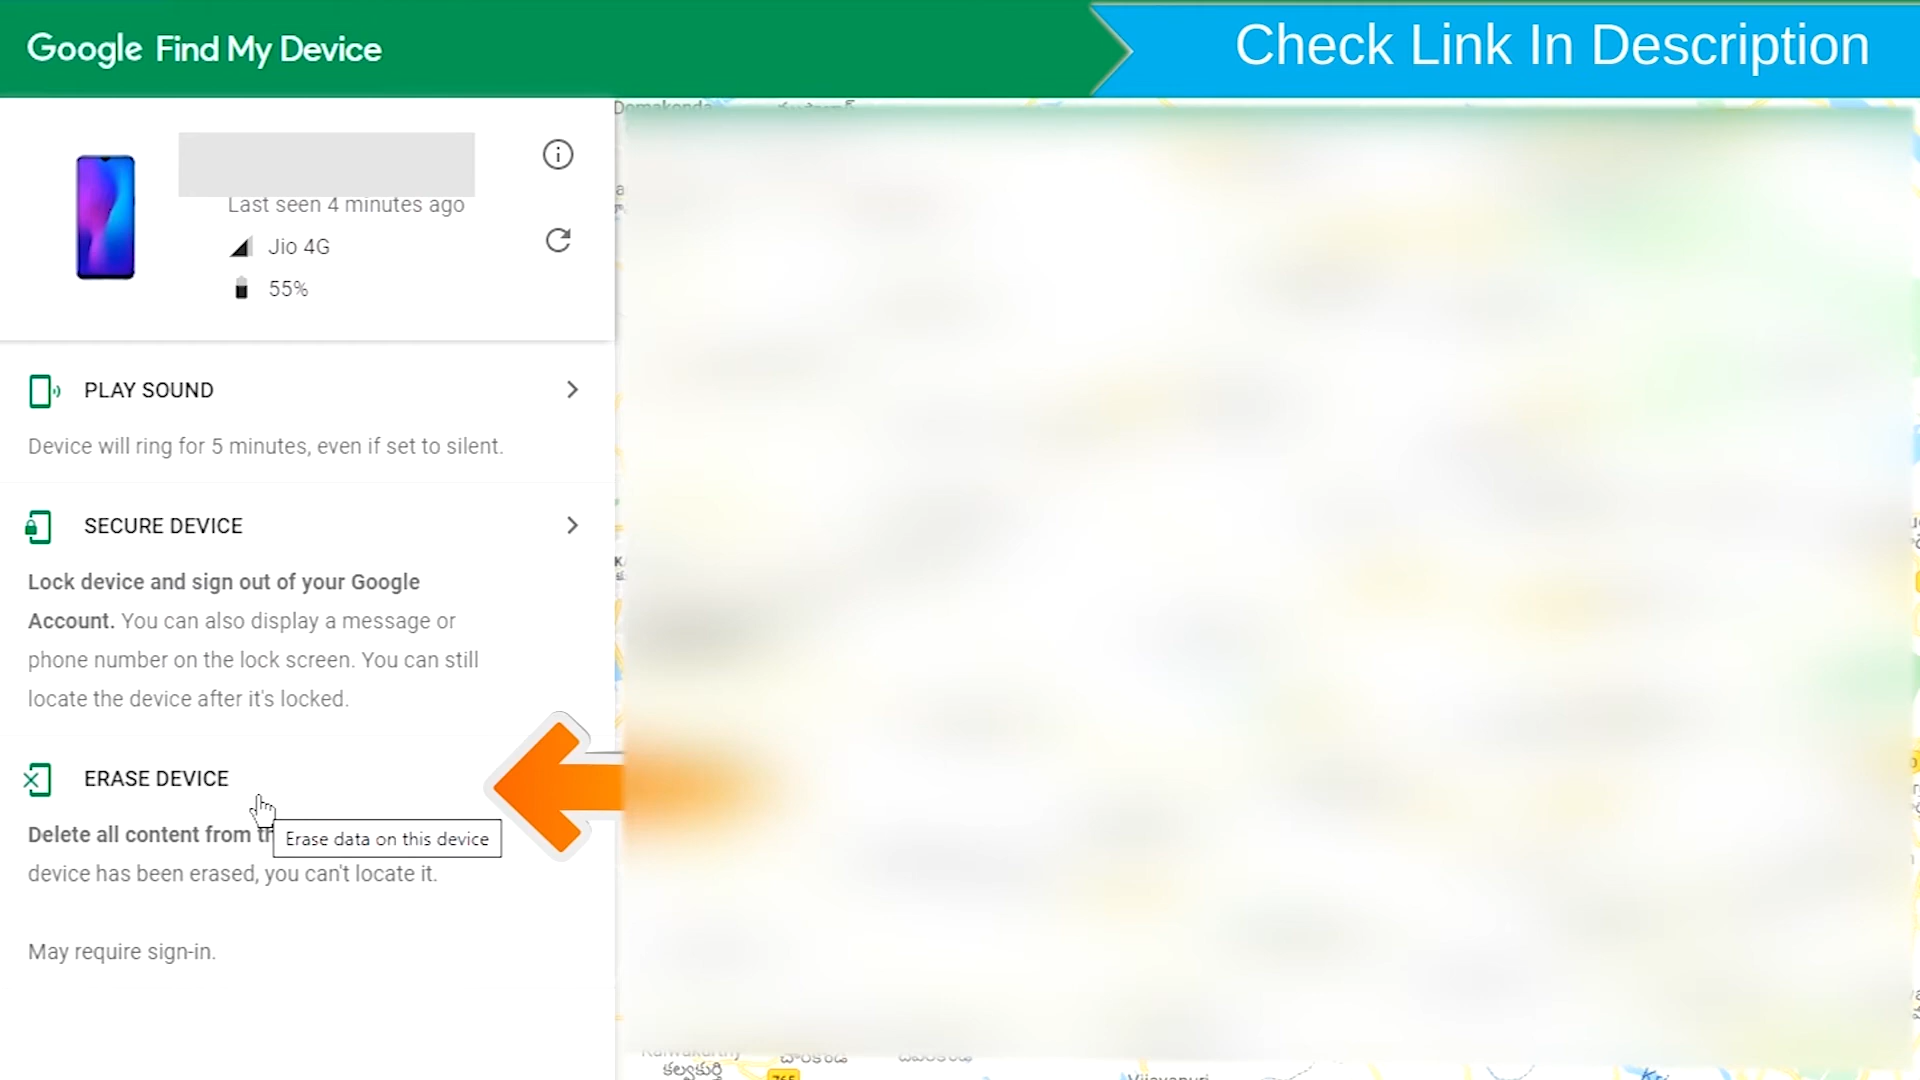 Google Find My Device
Check Link In Description
Domakonda
Last seen 4 minutes ago
Jio 4G
55%
PLAY SOUND
Device will ring for 5 minutes, even if set to silent.
SECURE DEVICE
Lock device and sign out of your Google
Account. You can also display a message or
phone number on the lock screen. You can still
locate the device after it's locked.
ERASE DEVICE
Delete all content from
Erase data on this device
device has been erased, you can't locate it.
May require sign-in.
కల్వకుర్తి
765